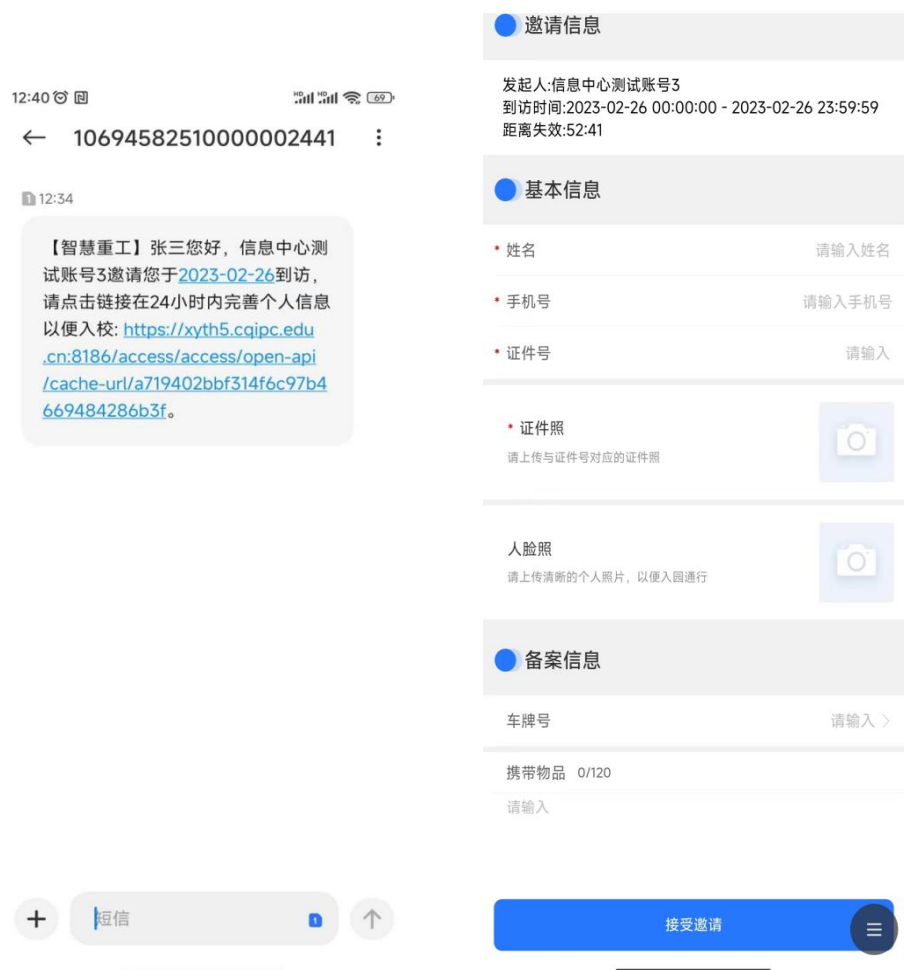 12:40
69
10694582510000002441
1 12:34
【智慧重工】张三您好，信息中心测
试账号3邀请您于2023-02-26到访，
请点击链接在24小时内完善个人信息
以便入校: https://xyth5.cqipc.edu
.cn:8186/access/access/open-api
/cache-url/a719402bbf314f6c97b4
669484286b3f。
短信
1
邀请信息
发起人:信息中心测试账号3
到访时间:2023-02-26 00:00:00 - 2023-02-26 23:59:59
距离失效:52:41
基本信息
* 姓名 请输入姓名
* 手机号 请输入手机号
* 证件号 请输入
* 证件照
请上传与证件号对应的证件照
人脸照
请上传清晰的个人照片，以便入园通行
备案信息
车牌号 请输入
携带物品 0/120
请输入
接受邀请